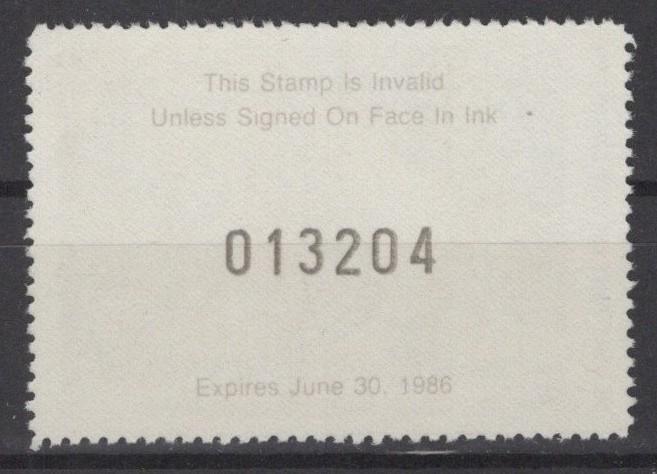 This Stamp Is Invalid
Unless Signed On Face In Ink
013204
Expires June 30, 1986